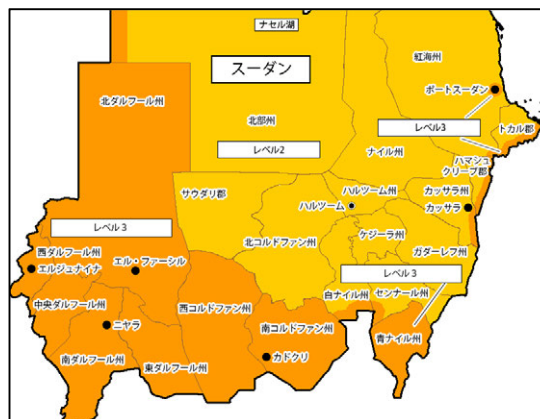 ナセル湖
スーダン
紅海州
ポートスーダン
北ダルフール州
北部州
レベル3
トカル郡
レベル2
ナイル州
ハマシュ
クリーブ郡
サウダリ郡
ハルツーム州
カッサラ州
ハルツーム
カッサラ
レベル３
ケジーラ州
北コルドファン州
西ダルフール州
ガダーレフ州
エル・ファーシル
エルジュナイナ
レベル３
中央ダルフール州
西コルドファン州
白ナイル州
センナール州
ニヤラ
南コルドファン州
青ナイル州
南ダルフール州
カドクリ
東ダルフール州